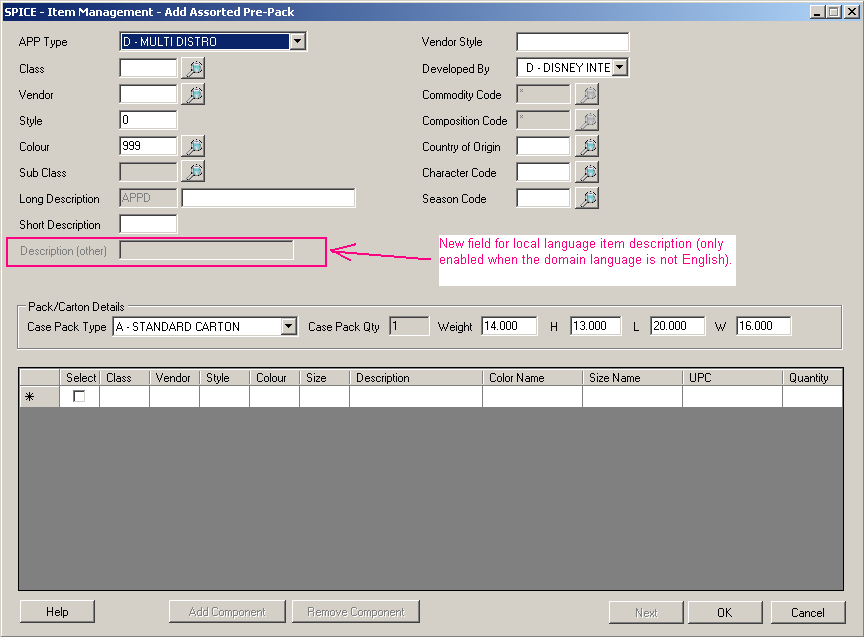 SPICE - Item Management - Add Assorted Pre-Pack
APP Type D - MULTI DISTRO Vendor Style
Class Developed By D - DISNEY INTE
Vendor Commodity Code *
Style 0 Composition Code *
Colour 999 Country of Origin
Sub Class Character Code
Long Description APPD Season Code
Short Description
Description (other)
New field for local language item description (only
enabled when the domain language is not English).
Pack/Carton Details
Case Pack Type A - STANDARD CARTON Case Pack Qty 1 Weight 14.000 H 13.000 L 20.000 W 16.000
Select Class Vendor Style Colour Size Description Color Name Size Name UPC Quantity
Help Add Component Remove Component Next OK Cancel